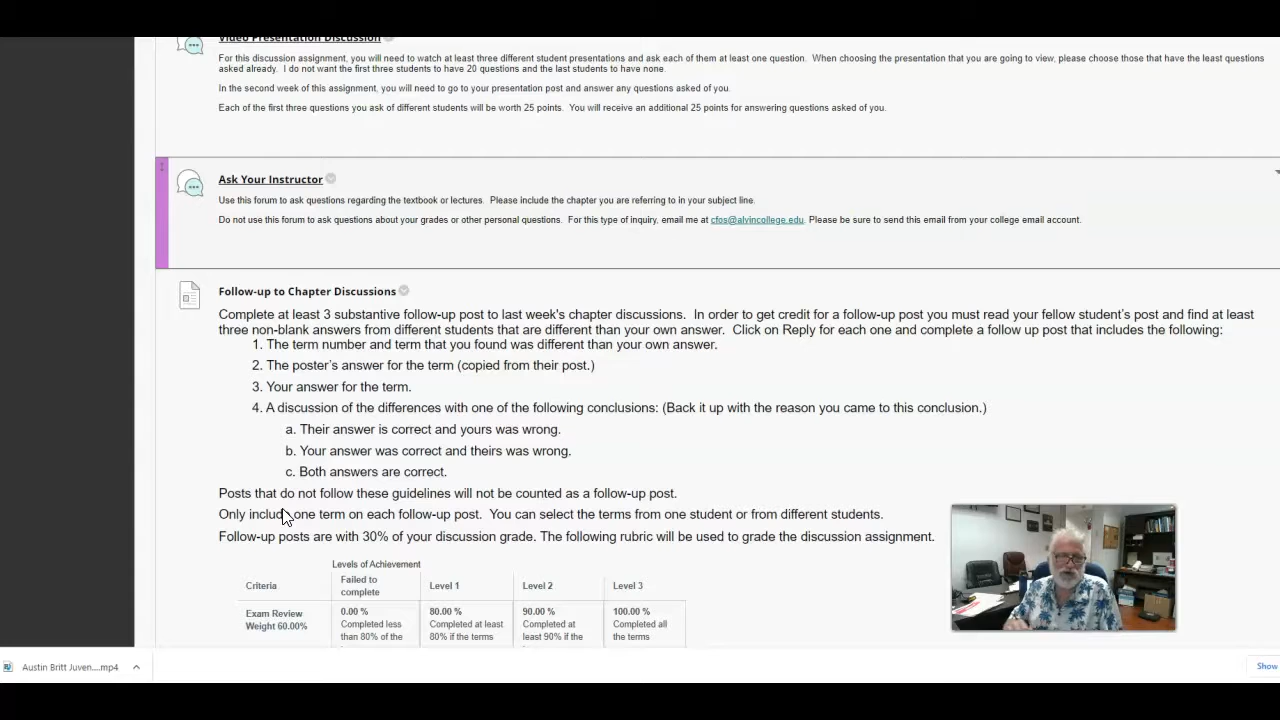 Video Presentation Discussion
For this discussion assignment, you will need to watch at least three different student presentations and ask each of them at least one question.  When choosing the presentation that you are going to view, please choose those that have the least questions
asked already.  I do not want the first three students to have 20 questions and the last students to have none.
In the second week of this assignment, you will need to go to your presentation post and answer any questions asked of you.
Each of the first three questions you ask of different students will be worth 25 points.  You will receive an additional 25 points for answering questions asked of you.
Ask Your Instructor
Use this forum to ask questions regarding the textbook or lectures.  Please include the chapter you are referring to in your subject line.
Do not use this forum to ask questions about your grades or other personal questions.  For this type of inquiry, email me at cfos@alvincollege.edu. Please be sure to send this email from your college email account.
Follow-up to Chapter Discussions
Complete at least 3 substantive follow-up post to last week's chapter discussions.  In order to get credit for a follow-up post you must read your fellow student's post and find at least
three non-blank answers from different students that are different than your own answer.  Click on Reply for each one and complete a follow up post that includes the following:
1. The term number and term that you found was different than your own answer.
2. The poster's answer for the term (copied from their post.)
3. Your answer for the term.
4. A discussion of the differences with one of the following conclusions: (Back it up with the reason you came to this conclusion.)
a. Their answer is correct and yours was wrong.
b. Your answer was correct and theirs was wrong.
c. Both answers are correct.
Posts that do not follow these guidelines will not be counted as a follow-up post.
Only include one term on each follow-up post.  You can select the terms from one student or from different students.
Follow-up posts are with 30% of your discussion grade. The following rubric will be used to grade the discussion assignment.
Levels of Achievement
Criteria Failed to complete Level 1 Level 2 Level 3
Exam Review 0.00 % 80.00 % 90.00 % 100.00 %
Weight 60.00% Completed less Completed at least Completed at Completed all
than 80% of the 80% if the terms least 90% if the the terms
Austin Britt Juven....mp4
Show